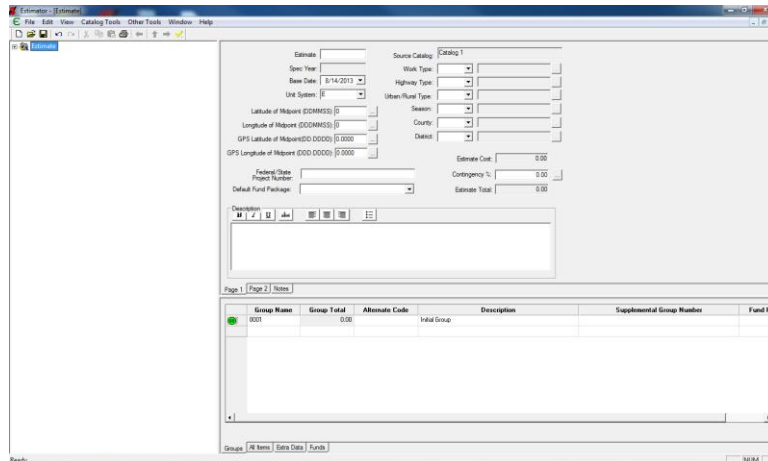 Estimator - [Estimate]
File Edit View Catalog Tools Other Tools Window Help
Estimate
Estimate: Source Catalog: Catalog 1
Spec Year: Work Type:
Base Date: 8/14/2013 Highway Type:
Unit System: E Urban/Rural Type:
Latitude of Midpoint (DDMMSS): 0 Season:
Longitude of Midpoint (DDDMMSS): 0 County:
GPS Latitude of Midpoint(DD.DDDD): 0.0000 District:
GPS Longitude of Midpoint (DDD.DDDD): 0.0000 Estimate Cost: 0.00
Federal/State
Project Number: Contingency %: 0.00
Default Fund Package: Estimate Total: 0.00
Description
B I U abc
Page 1 Page 2 Notes
Group Name Group Total Alternate Code Description Supplemental Group Number Fund
0001 0.00 Initial Group
Groups All Items Extra Data Funds
Ready NUM